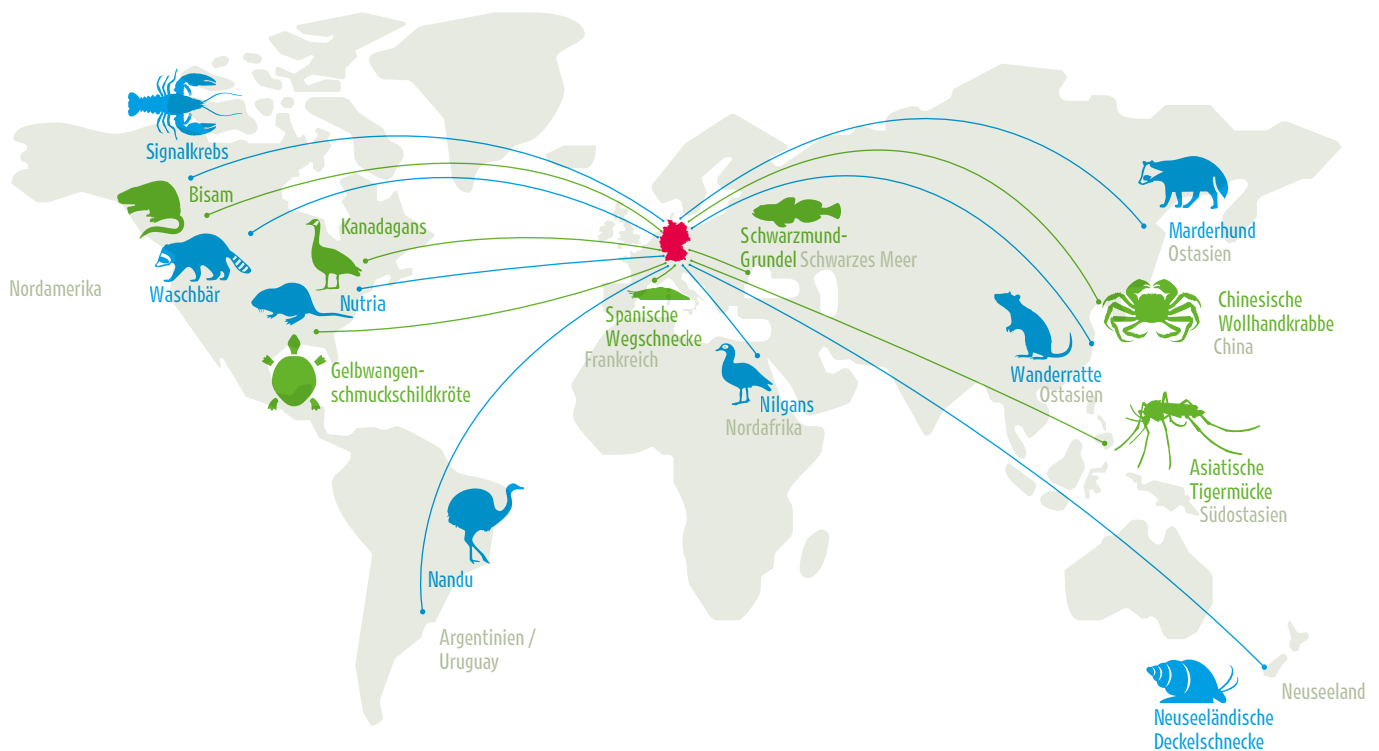 Signalkrebs
Bisam
Kanadagans
Waschbär
Nutria
Nordamerika
Gelbwangen-
schmuckschildkröte
Nandu
Argentinien /
Uruguay
Schwarzmund-
Grundel Schwarzes Meer
Spanische
Wegschnecke
Frankreich
Nilgans
Nordafrika
Marderhund
Ostasien
Chinesische
Wollhandkrabbe
China
Wanderratte
Ostasien
Asiatische
Tigermücke
Südostasien
Neuseeland
Neuseeländische
Deckelschnecke